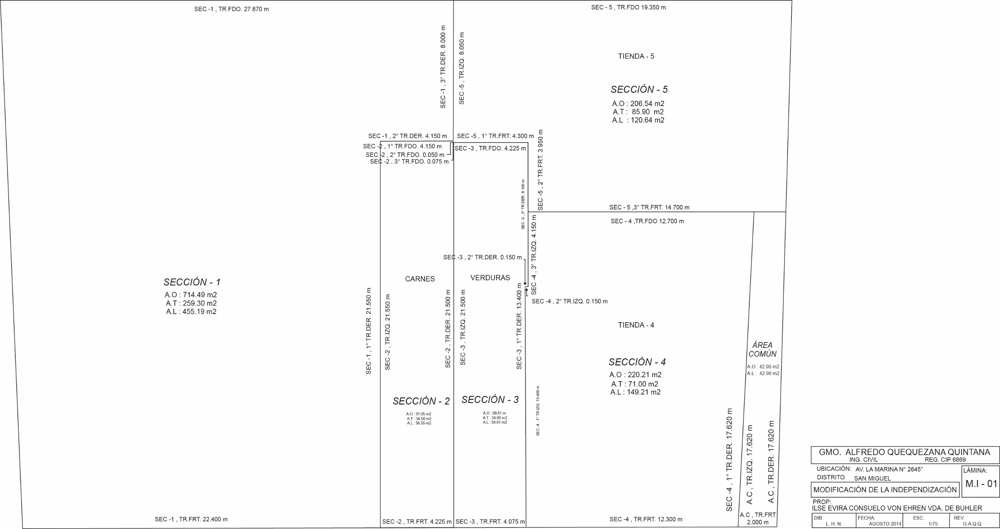 SEC -1 , TR.FDO. 27.870 m
SEC - 5 , TR.FDO 19.350 m
SEC -1 , 3° TR.DER. 8.000 m
SEC -5 , TR.IZQ. 8.050 m
TIENDA - 5
SECCIÓN - 5
A.O : 206.54 m2
A.T : 85.90 m2
A.L : 120.64 m2
SEC -1 , 2° TR.DER. 4.150 m
SEC -5 , 1° TR.FRT. 4.300 m
SEC -5 , 2° TR.FRT. 3.950 m
SEC -2 , 1° TR.FDO. 4.150 m
SEC -3 , TR.FDO. 4.225 m
SEC -2 , 2° TR.FDO. 0.050 m
SEC -2 , 3° TR.FDO. 0.075 m
SEC -3 , 3° TR.DER. 8.100 m
SEC - 5 ,3° TR.FRT. 14.700 m
SEC - 4 ,TR.FDO 12.700 m
SEC -4 , 3° TR.IZQ. 4.150 m
SEC -3 , 2° TR.DER. 0.150 m
CARNES
VERDURAS
SECCIÓN - 1
A.O : 714.49 m2
A.T : 259.30 m2
A.L : 455.19 m2
SEC -1 , 1° TR.DER. 21.550 m
SEC -2 , TR.IZQ. 21.550 m
SEC -2 , TR.DER. 21.500 m
SEC -3 , TR.IZQ. 21.500 m
SEC -3 , 1° TR.DER. 13.400 m
SEC -4 , 2° TR.IZQ. 0.150 m
TIENDA - 4
SECCIÓN - 4
A.O : 220.21 m2
A.T : 71.00 m2
A.L : 149.21 m2
ÁREA
COMÚN
A.O : 42.90 m2
A.L : 42.90 m2
SECCIÓN - 2
A.O : 91.05 m2
A.T : 34.50 m2
A.L : 56.55 m2
SECCIÓN - 3
A.O : 88.61 m
A.T : 34.00 m2
A.L : 54.61 m2
SEC -4 , 1° TR.IZQ. 13.400 m
SEC -4 , 1° TR.DER. 17.620 m
A.C , TR.IZQ. 17.620 m
A.C , TR.DER. 17.620 m
SEC -1 , TR.FRT. 22.400 m
SEC -2 , TR.FRT. 4.225 m
SEC -3 , TR.FRT. 4.075 m
SEC -4 , TR.FRT. 12.300 m
A.C , TR.FRT
2.000 m
GMO. ALFREDO QUEQUEZANA QUINTANA
ING. CIVIL REG. CIP 6869
UBICACIÓN: AV. LA MARINA N° 2645"
DISTRITO SAN MIGUEL
LÁMINA:
M.I - 01
MODIFICACIÓN DE LA INDEPENDIZACIÓN
PROP:
ILSE EVIRA CONSUELO VON EHREN VDA. DE BUHLER
DIB: L. H. N.
FECHA: AGOSTO 2014
ESC: 1/75
REV: G.A.Q.Q